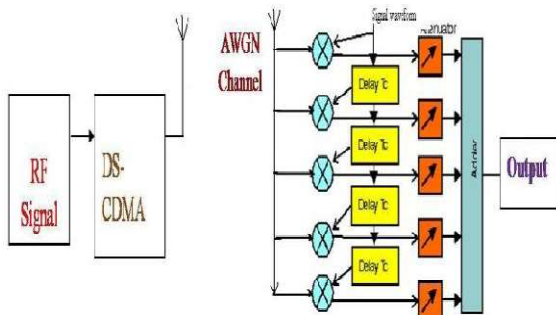 Signal waveform
AWGN
Channel
Delay Tc
Delay Tc
RF
Signal
DS-
CDMA
Delay Tc
Delay Tc
Output